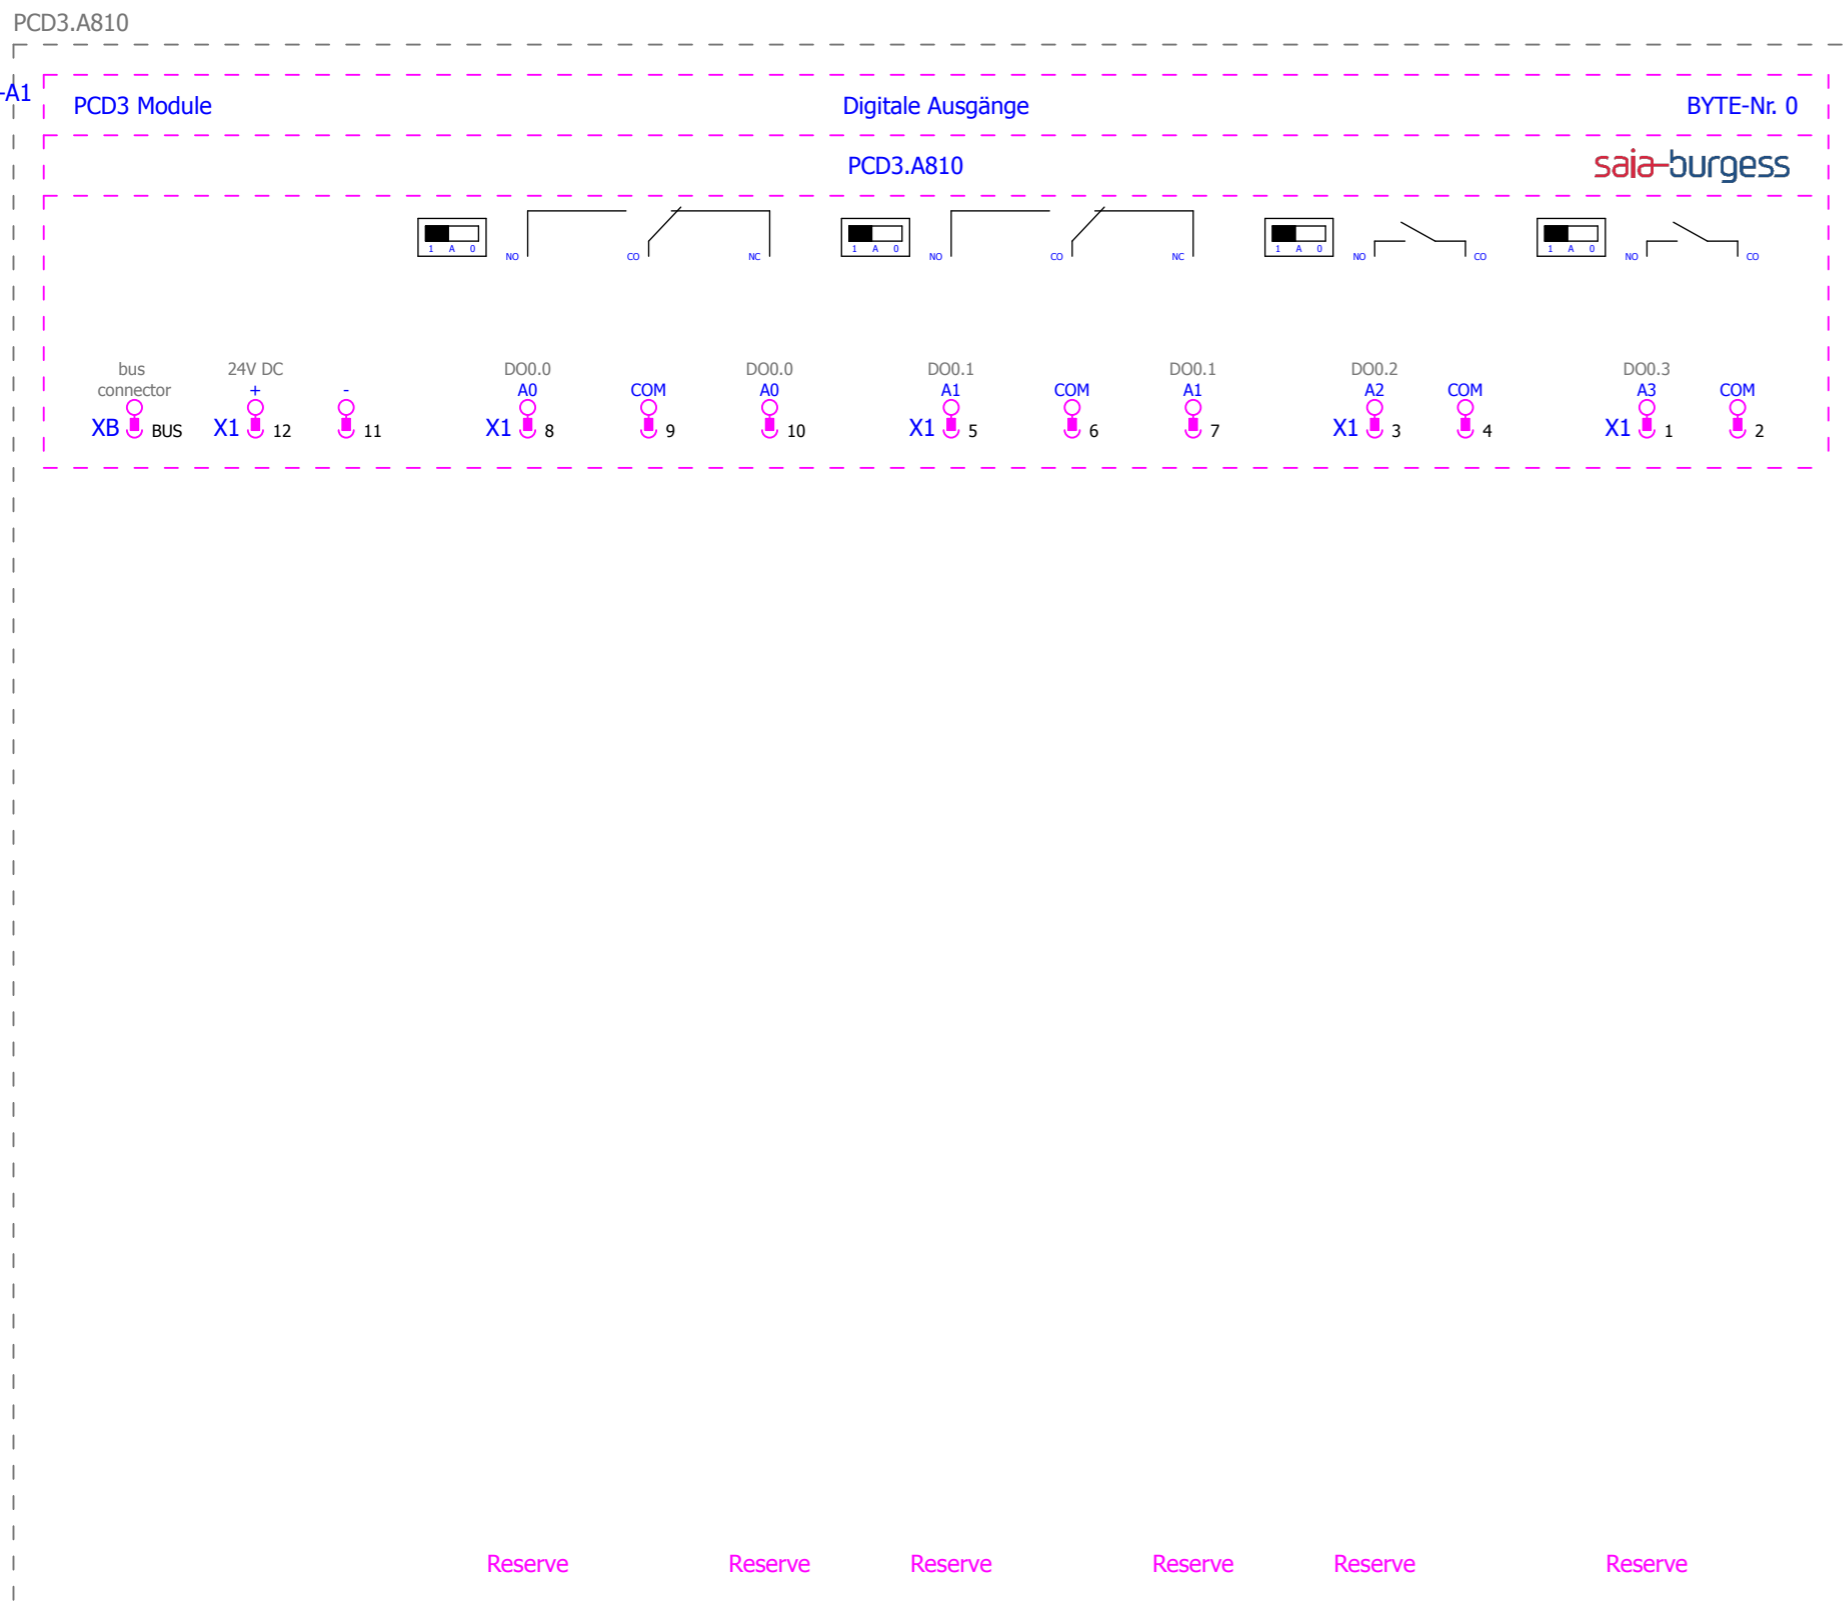 PCD3.A810
-A1
PCD3 Module Digitale Ausgänge BYTE-Nr. 0
PCD3.A810 saia-burgess
1 A 0 NO CO NC 1 A 0 NO CO NC 1 A 0 NO CO 1 A 0 NO CO
bus 24V DC DO0.0 DO0.0 DO0.1 DO0.1 DO0.2 DO0.3
connector + - A0 COM A0 A1 COM A1 A2 COM A3 COM
XB BUS X1 12 11 X1 8 9 10 X1 5 6 7 X1 3 4 X1 1 2
Reserve Reserve Reserve Reserve Reserve Reserve